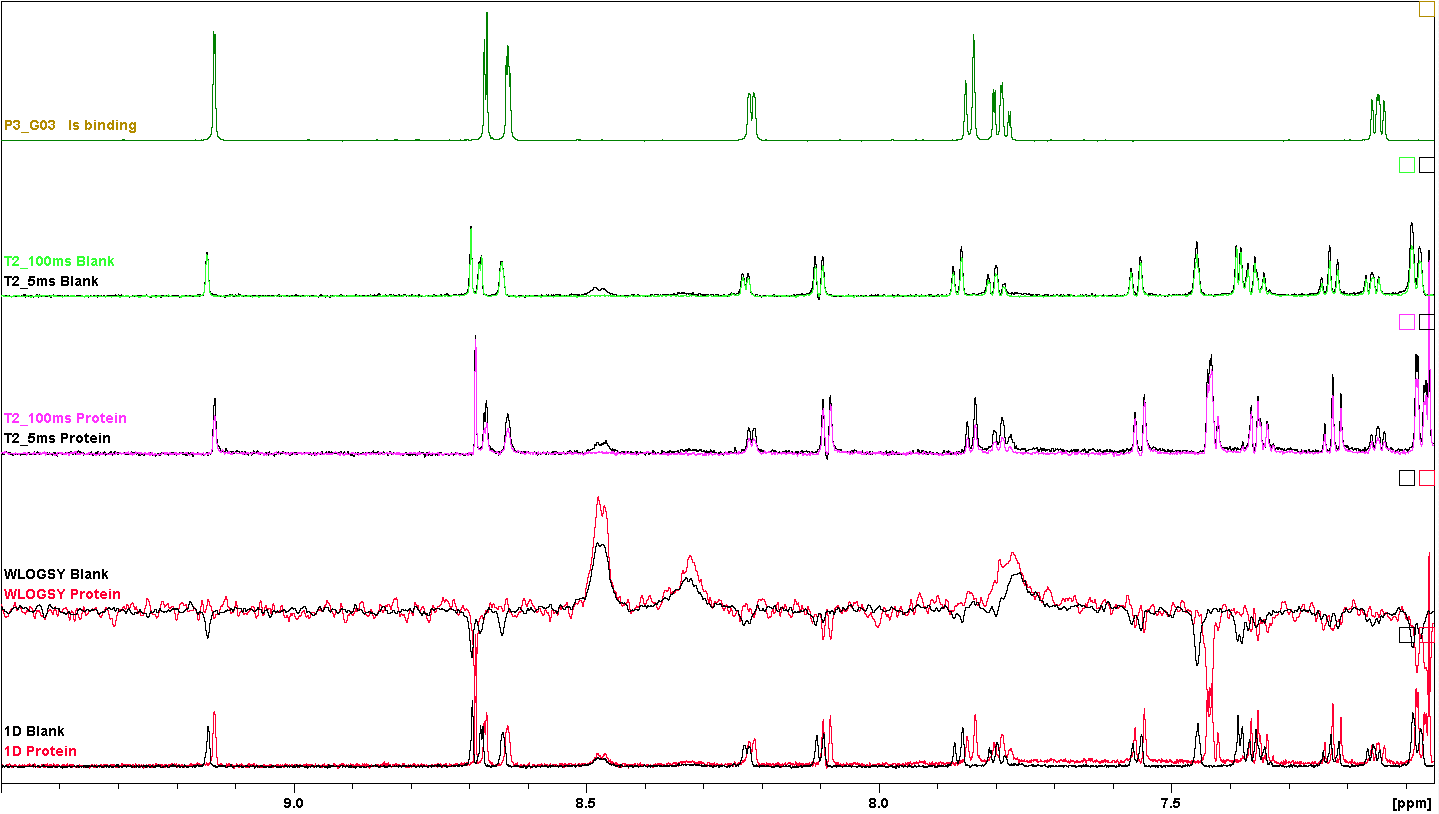 P3_G03 Is binding
T2_100ms Blank
T2_5ms Blank
T2_100ms Protein
T2_5ms Protein
WLOGSY Blank
WLOGSY Protein
1D Blank
1D Protein
9.0 8.5 8.0 7.5 [ppm]